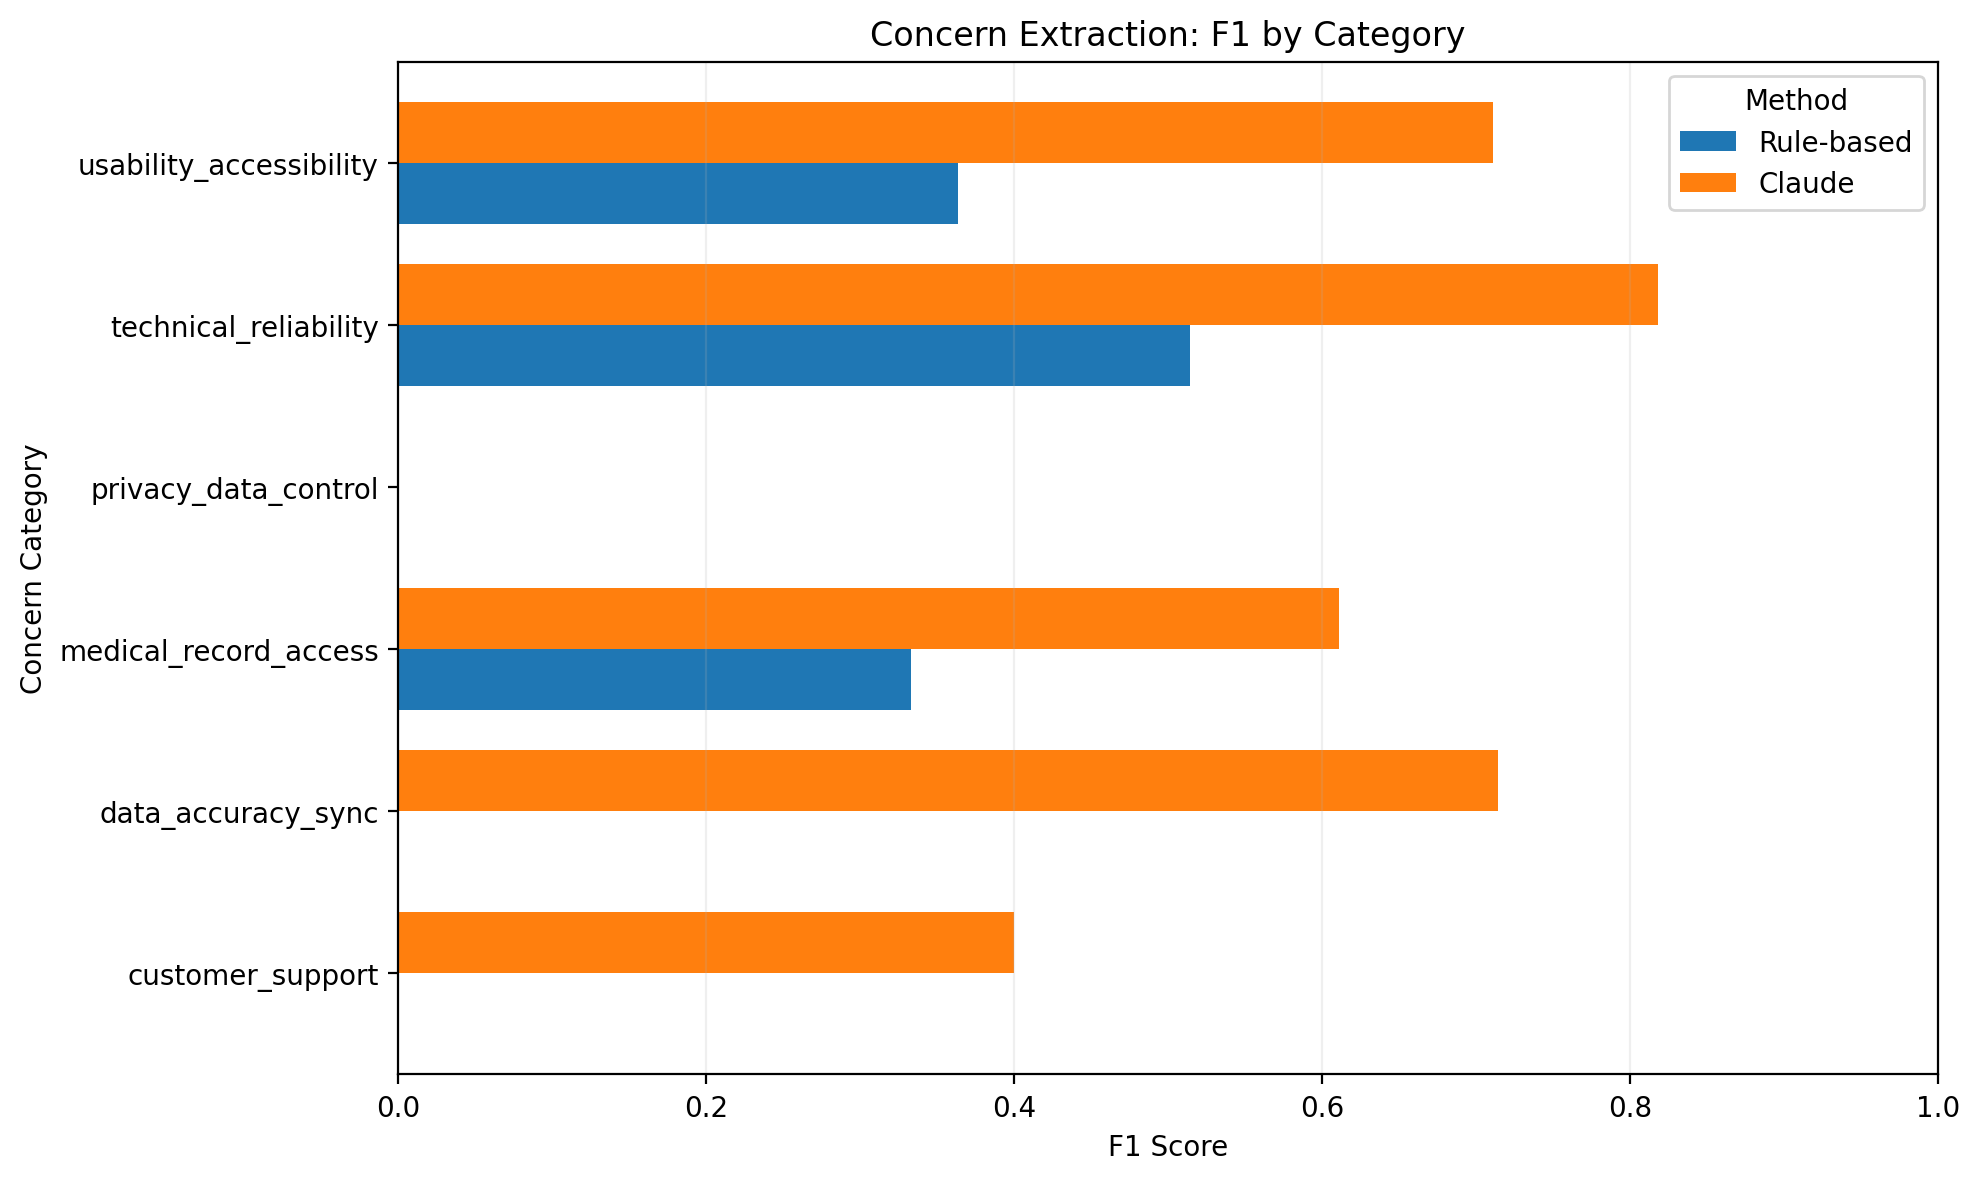 Concern Extraction: F1 by Category
Method
Rule-based
Claude
Concern Category
usability_accessibility
technical_reliability
privacy_data_control
medical_record_access
data_accuracy_sync
customer_support
0.0 0.2 0.4 0.6 0.8 1.0
F1 Score